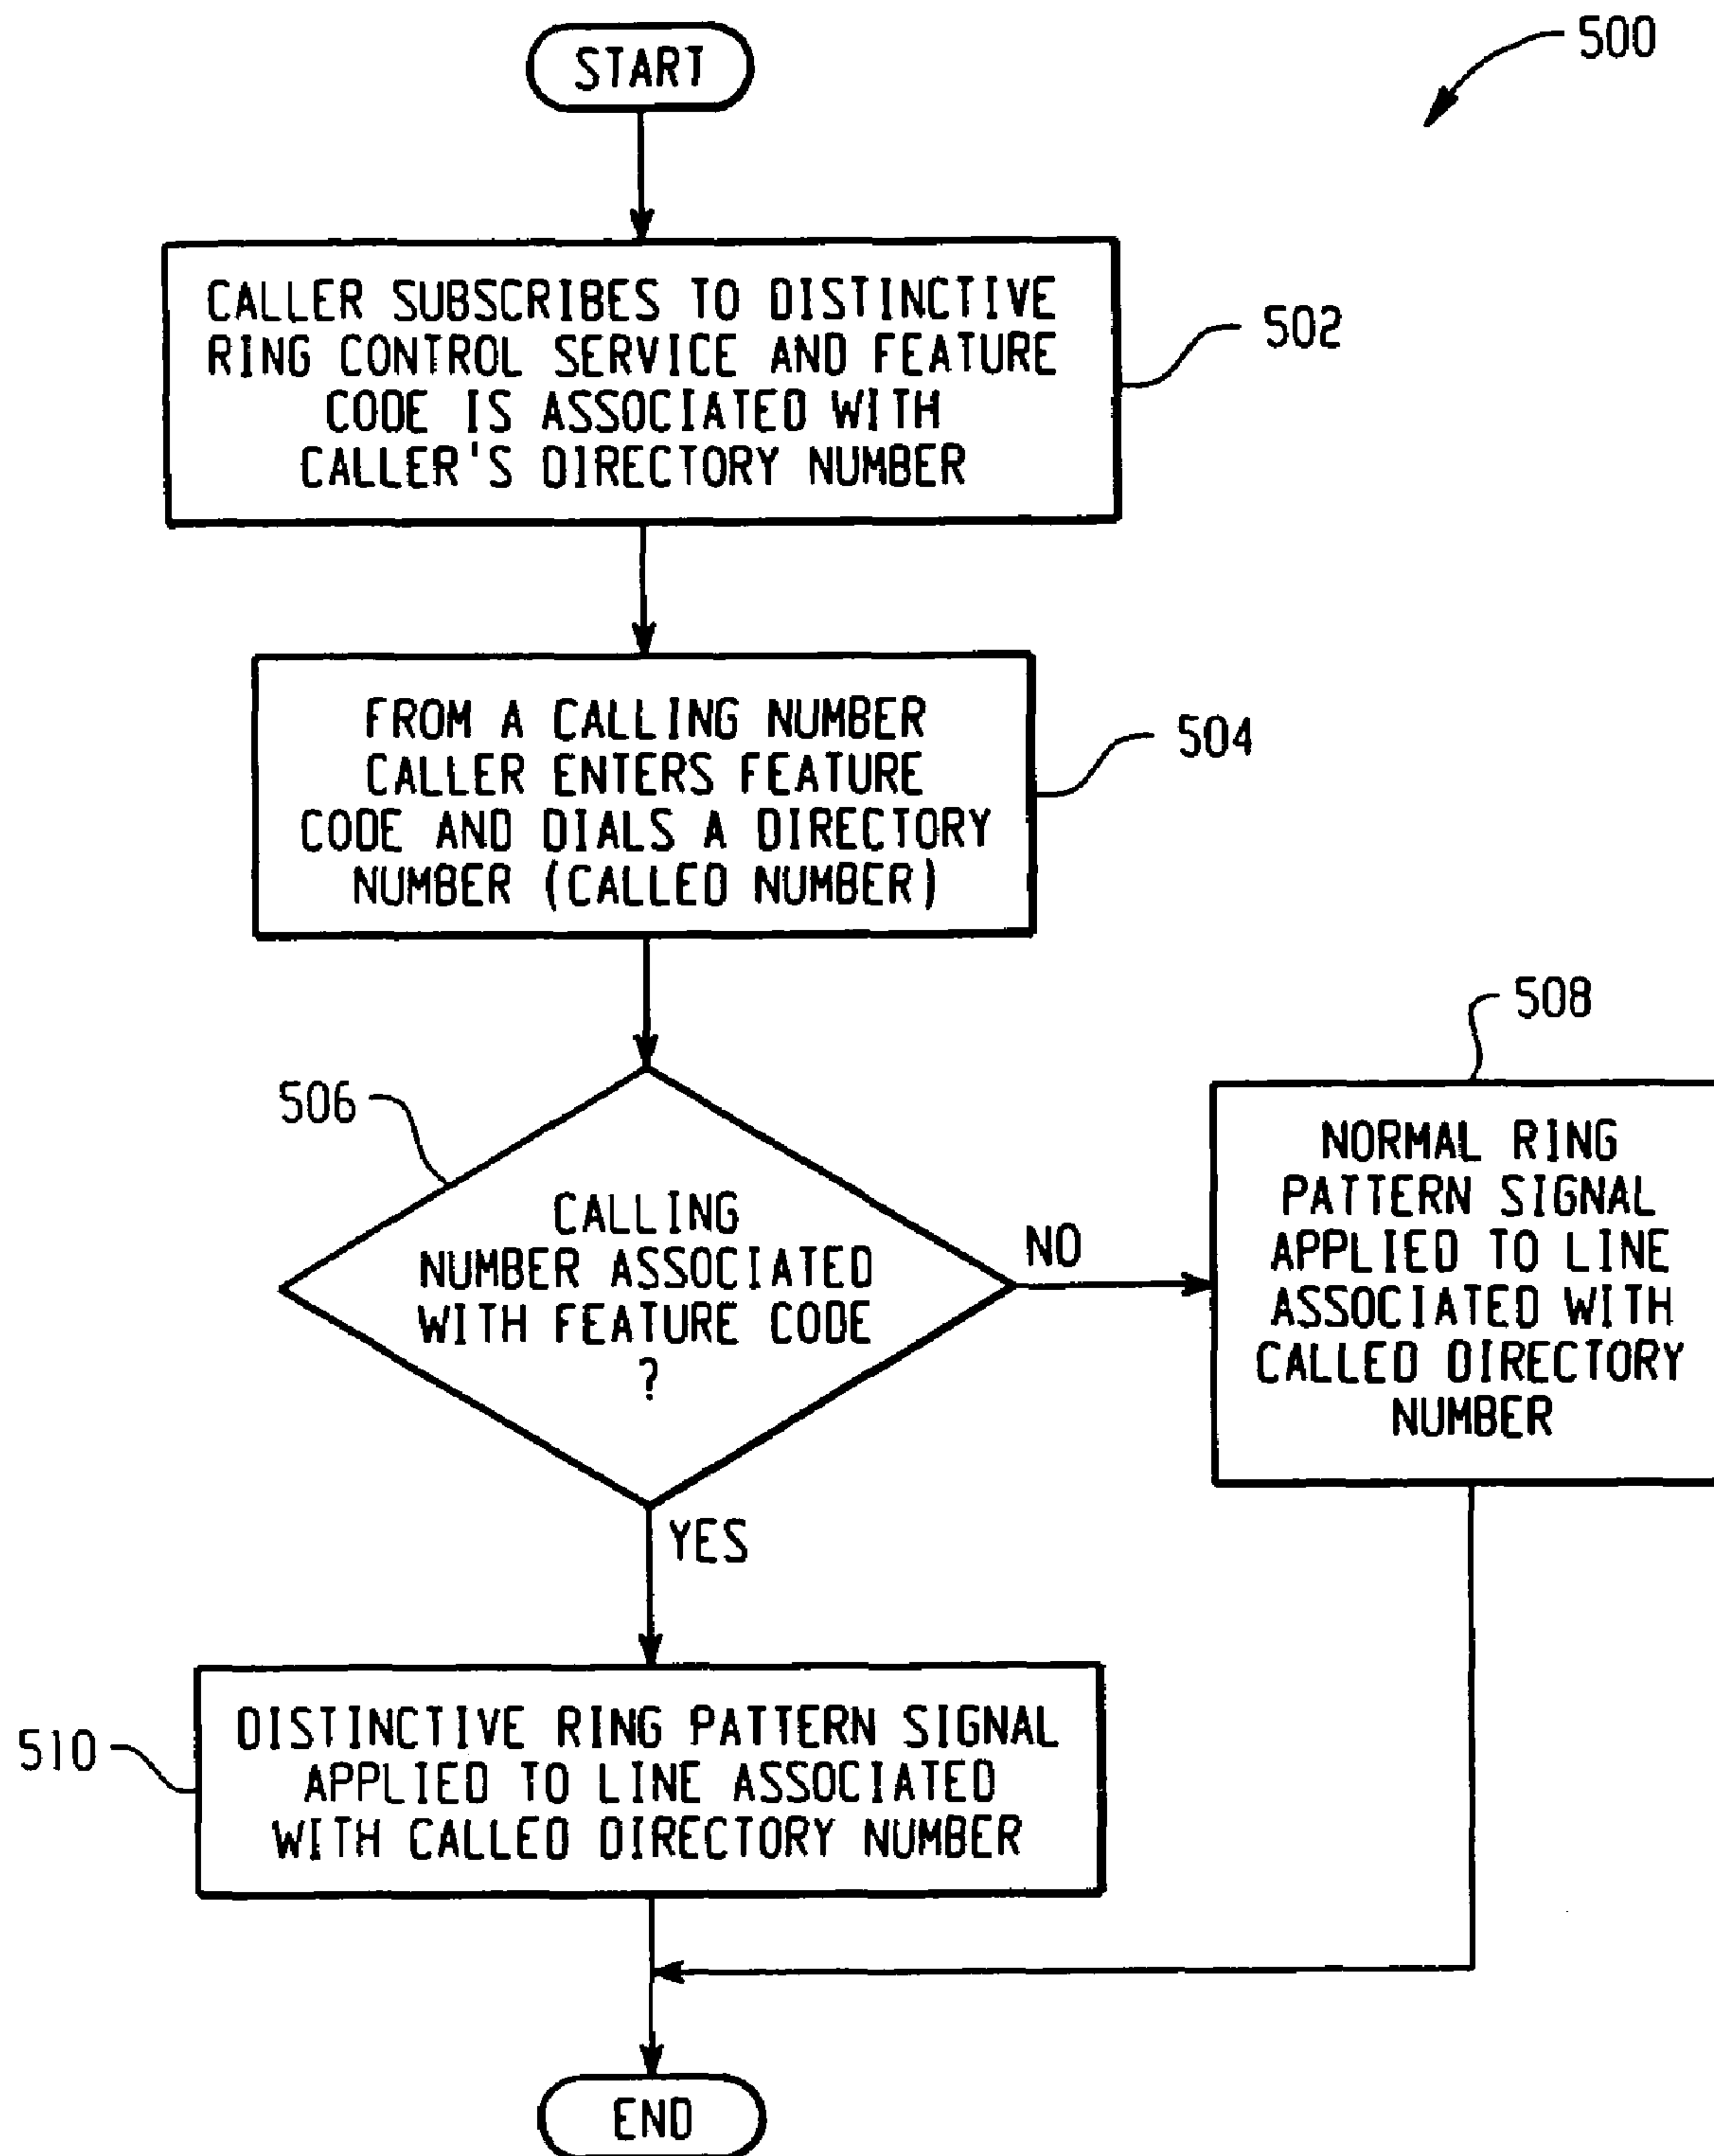 START
500
CALLER SUBSCRIBES TO DISTINCTIVE
RING CONTROL SERVICE AND FEATURE
CODE IS ASSOCIATED WITH
CALLER'S DIRECTORY NUMBER
502
FROM A CALLING NUMBER
CALLER ENTERS FEATURE
CODE AND DIALS A DIRECTORY
NUMBER (CALLED NUMBER)
504
506
CALLING
NUMBER ASSOCIATED
WITH FEATURE CODE
?
NO
508
NORMAL RING
PATTERN SIGNAL
APPLIED TO LINE
ASSOCIATED WITH
CALLED DIRECTORY
NUMBER
YES
510
DISTINCTIVE RING PATTERN SIGNAL
APPLIED TO LINE ASSOCIATED
WITH CALLED DIRECTORY NUMBER
END